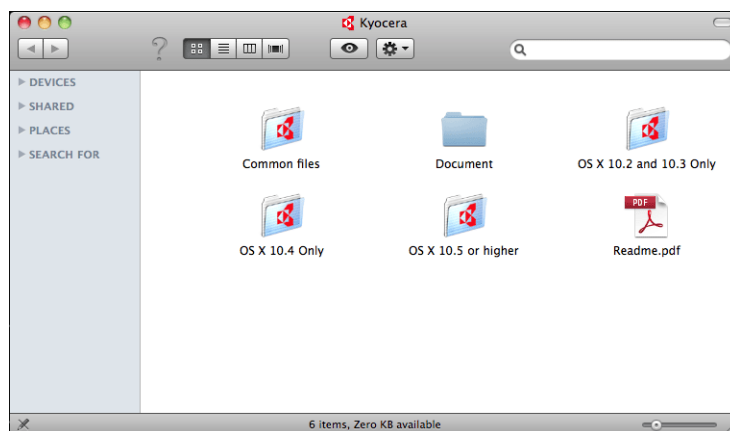 Kyocera
?
DEVICES
SHARED
PLACES
SEARCH FOR
Common files
Document
OS X 10.2 and 10.3 Only
OS X 10.4 Only
OS X 10.5 or higher
PDF
Readme.pdf
6 items, Zero KB available